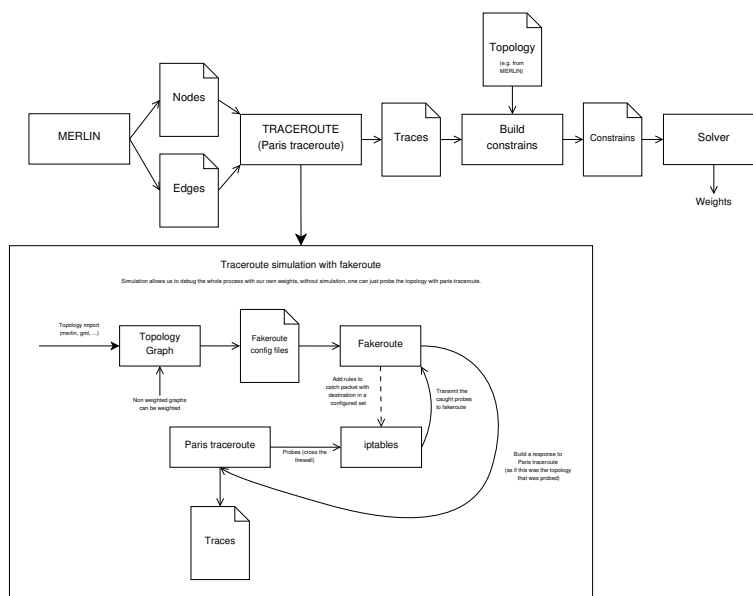 Topology
(e.g. from
MERLIN)
Nodes
MERLIN
TRACEROUTE
(Paris traceroute)
Traces
Build
constrains
Constrains
Solver
Edges
Weights
Traceroute simulation with fakeroute
Simulation allows us to debug the whole process with our own weights, without simulation, one can just probe the topology with paris-traceroute.
Topology import
(merlin, gml, ...)
Topology
Graph
Fakeroute
config files
Fakeroute
Non weighted graphs
can be weighted
Add rules to
catch packet with
destination in a
configured set
Transmit the
caught probes
to fakeroute
Paris traceroute
Probes (cross the
firewall)
iptables
Build a response to
Paris traceroute
(as if this was the topology
that was probed)
Traces